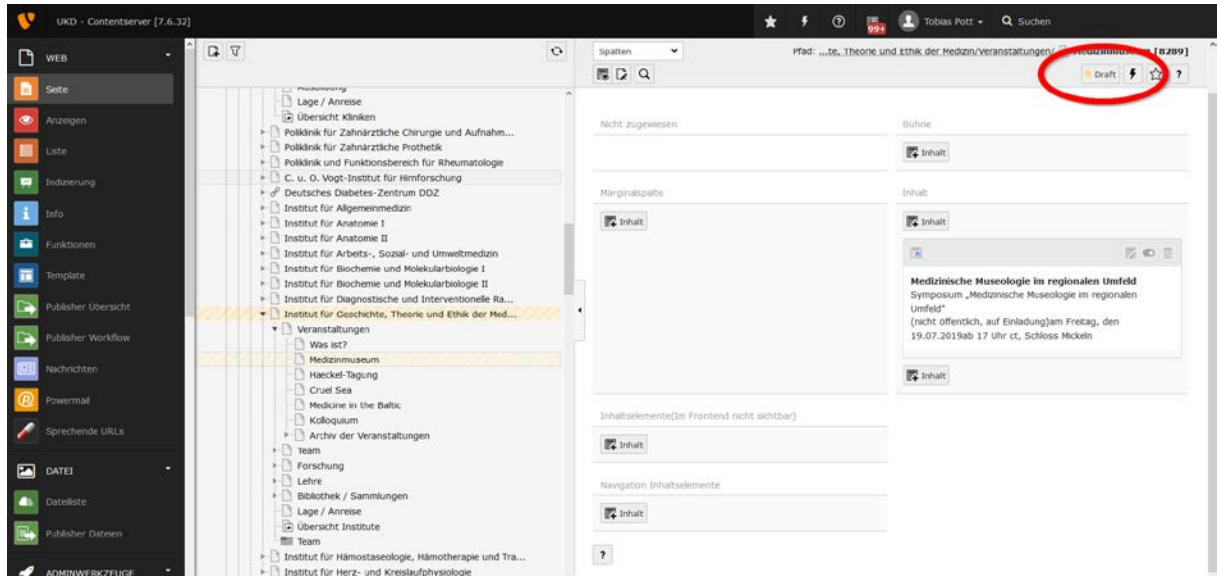 UKD - Contentserver [7.6.32]
99+
Tobias Pott
Suchen
WEB
Seite
Anzeigen
Liste
Indizierung
Info
Funktionen
Template
Publisher Übersicht
Publisher Workflow
Nachrichten
Powermail
Sprechende URLs
DATEI
Dateiliste
Publisher Dateien
ADMINWERKZEUGE
Ausbildung
Lage / Anreise
Übersicht Kliniken
Poliklinik für Zahnärztliche Chirurgie und Aufnahm...
Poliklinik für Zahnärztliche Prothetik
Poliklinik und Funktionsbereich für Rheumatologie
C. u. O. Vogt-Institut für Hirnforschung
Deutsches Diabetes-Zentrum DDZ
Institut für Allgemeinmedizin
Institut für Anatomie I
Institut für Anatomie II
Institut für Arbeits-, Sozial- und Umweltmedizin
Institut für Biochemie und Molekularbiologie I
Institut für Biochemie und Molekularbiologie II
Institut für Diagnostische und Interventionelle Ra...
Institut für Geschichte, Theorie und Ethik der Med...
Veranstaltungen
Was ist?
Medizinmuseum
Haeckel-Tagung
Cruel Sea
Medicine in the Baltic
Kolloquium
Archiv der Veranstaltungen
Team
Forschung
Lehre
Bibliothek / Sammlungen
Lage / Anreise
Übersicht Institute
Team
Institut für Hämostaseologie, Hämotherapie und Tra...
Institut für Herz- und Kreislaufphysiologie
Spalten
Pfad: ...te, Theorie und Ethik der Medizin/Veranstaltungen/ Medizinmuseum [8289]
Draft
?
Nicht zugewiesen
Bühne
Inhalt
Marginalspalte
Inhalt
Inhalt
Inhalt
Medizinische Museologie im regionalen Umfeld
Symposium „Medizinische Museologie im regionalen
Umfeld"
(nicht öffentlich, auf Einladung)am Freitag, den
19.07.2019ab 17 Uhr ct, Schloss Mickeln
Inhalt
Inhaltselemente(Im Frontend nicht sichtbar)
Inhalt
Navigation Inhaltselemente
Inhalt
?